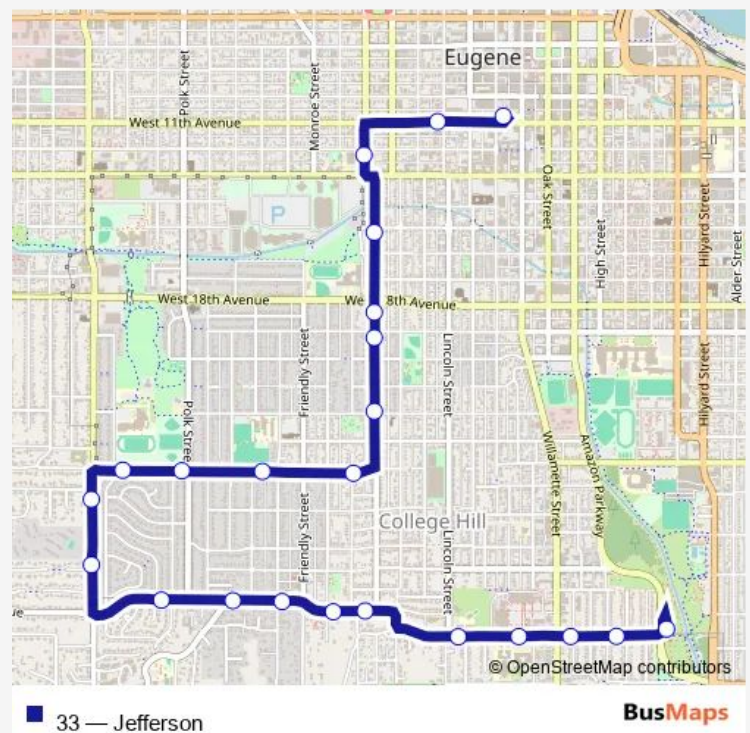 Eugene
Polk Street
Monroe Street
West 11th Avenue
P
Oak Street
High Street
Hilyard Street
Alder Street
West 18th Avenue
We 8th Avenue
Friendly Street
Lincoln Street
Hilyard Street
Polk Stree
Willamette Street
Amazon Parkway
College Hill
Friendly Street
Lincoln Street
ue
© OpenStreetMap contributors
33 — Jefferson
BusMaps